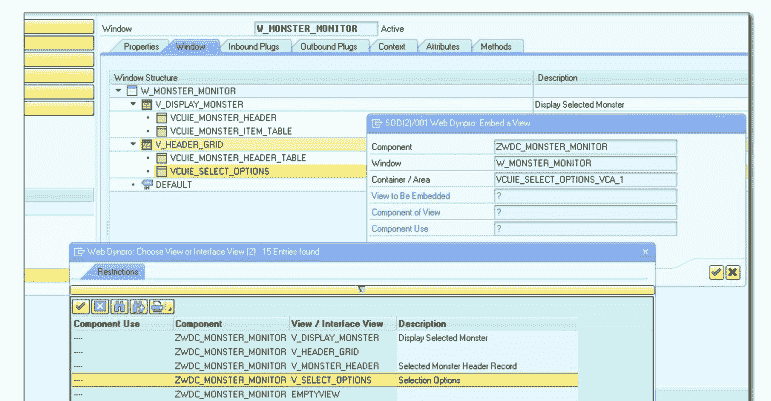 Window W_MONSTER_MONITOR Active
Properties Window Inbound Plugs Outbound Plugs Context Attributes Methods
Window Structure Description
W_MONSTER_MONITOR
V_DISPLAY_MONSTER Display Selected Monster
VCUIE_MONSTER_HEADER
VCUIE_MONSTER_ITEM_TABLE
V_HEADER_GRID
VCUIE_MONSTER_HEADER_TABLE
VCUIE_SELECT_OPTIONS
DEFAULT
Web Dynpro: Embed a View
Component ZWDC_MONSTER_MONITOR
Window W_MONSTER_MONITOR
Container / Area VCUIE_SELECT_OPTIONS_VCA_1
View to Be Embedded ?
Component of View ?
Component Use ?
Web Dynpro: Choose View or Interface View (2) 15 Entries found
Restrictions
Component Use Component View / Interface View Description
---- ZWDC_MONSTER_MONITOR V_DISPLAY_MONSTER Display Selected Monster
---- ZWDC_MONSTER_MONITOR V_HEADER_GRID
---- ZWDC_MONSTER_MONITOR V_MONSTER_HEADER Selected Monster Header Record
---- ZWDC_MONSTER_MONITOR V_SELECT_OPTIONS Selection Options
---- ZWDC_MONSTER_MONITOR EMPTYVIEW